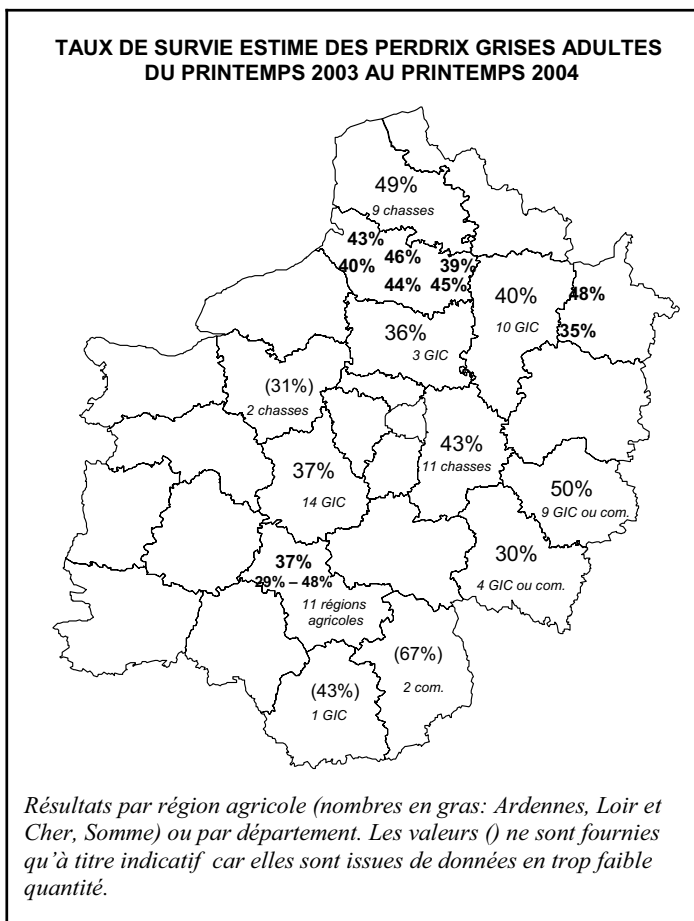 TAUX DE SURVIE ESTIME DES PERDRIX GRISES ADULTES
DU PRINTEMPS 2003 AU PRINTEMPS 2004
49%
9 chasses
43%
46%
40%
39%
44%
45%
48%
40%
10 GIC
35%
36%
3 GIC
(31%)
2 chasses
43%
11 chasses
37%
14 GIC
50%
9 GIC ou com.
30%
4 GIC ou com.
37%
29% – 48%
11 régions
agricoles
(67%)
2 com.
(43%)
1 GIC
Résultats par région agricole (nombres en gras: Ardennes, Loir et
Cher, Somme) ou par département. Les valeurs () ne sont fournies
qu'à titre indicatif car elles sont issues de données en trop faible
quantité.